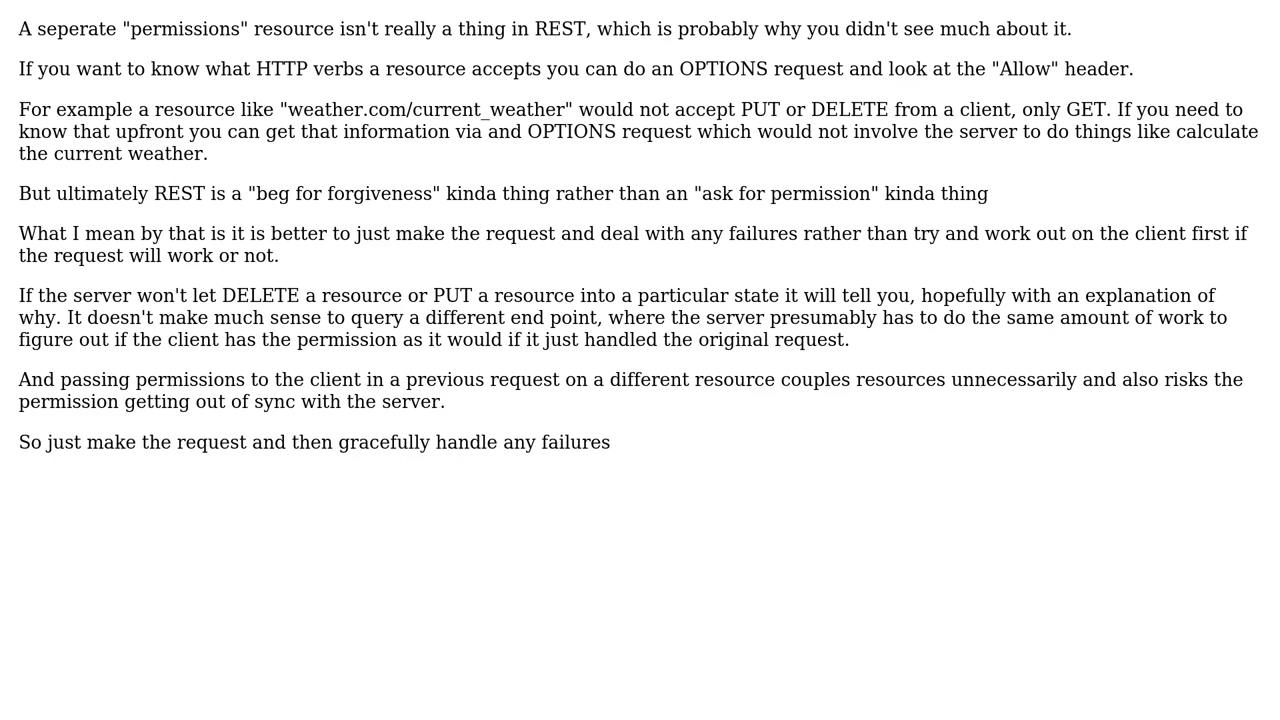 A seperate "permissions" resource isn't really a thing in REST, which is probably why you didn't see much about it.
If you want to know what HTTP verbs a resource accepts you can do an OPTIONS request and look at the "Allow" header.
For example a resource like "weather.com/current_weather" would not accept PUT or DELETE from a client, only GET. If you need to
know that upfront you can get that information via and OPTIONS request which would not involve the server to do things like calculate
the current weather.
But ultimately REST is a "beg for forgiveness" kinda thing rather than an "ask for permission" kinda thing
What I mean by that is it is better to just make the request and deal with any failures rather than try and work out on the client first if
the request will work or not.
If the server won't let DELETE a resource or PUT a resource into a particular state it will tell you, hopefully with an explanation of
why. It doesn't make much sense to query a different end point, where the server presumably has to do the same amount of work to
figure out if the client has the permission as it would if it just handled the original request.
And passing permissions to the client in a previous request on a different resource couples resources unnecessarily and also risks the
permission getting out of sync with the server.
So just make the request and then gracefully handle any failures